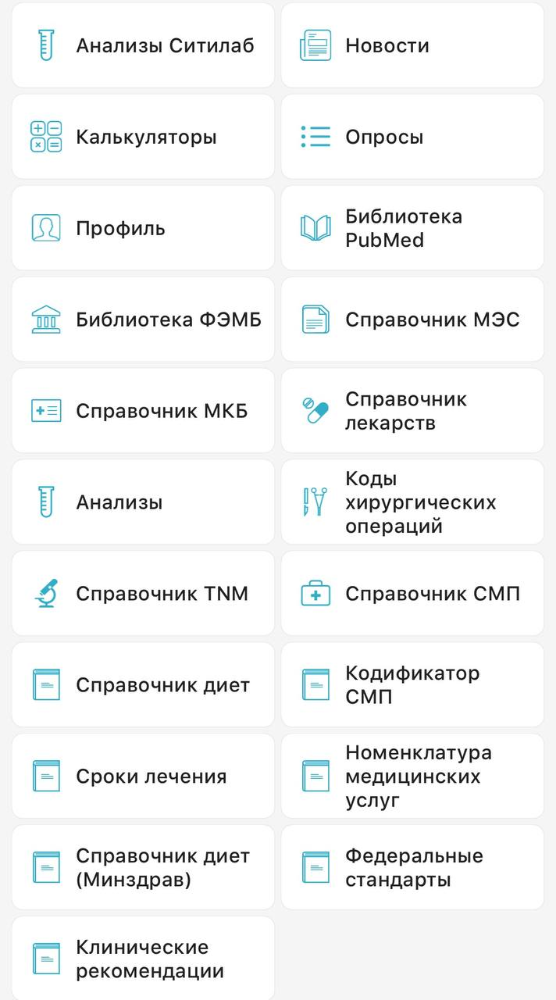 Анализы Ситилаб
Новости
Калькуляторы
Опросы
Профиль
Библиотека
PubMed
Библиотека ФЭМБ
Справочник МЭС
Справочник МКБ
Справочник
лекарств
Анализы
Коды
хирургических
операций
Справочник TNM
Справочник СМП
Справочник диет
Кодификатор
СМП
Сроки лечения
Номенклатура
медицинских
услуг
Справочник диет
(Минздрав)
Федеральные
стандарты
Клинические
рекомендации